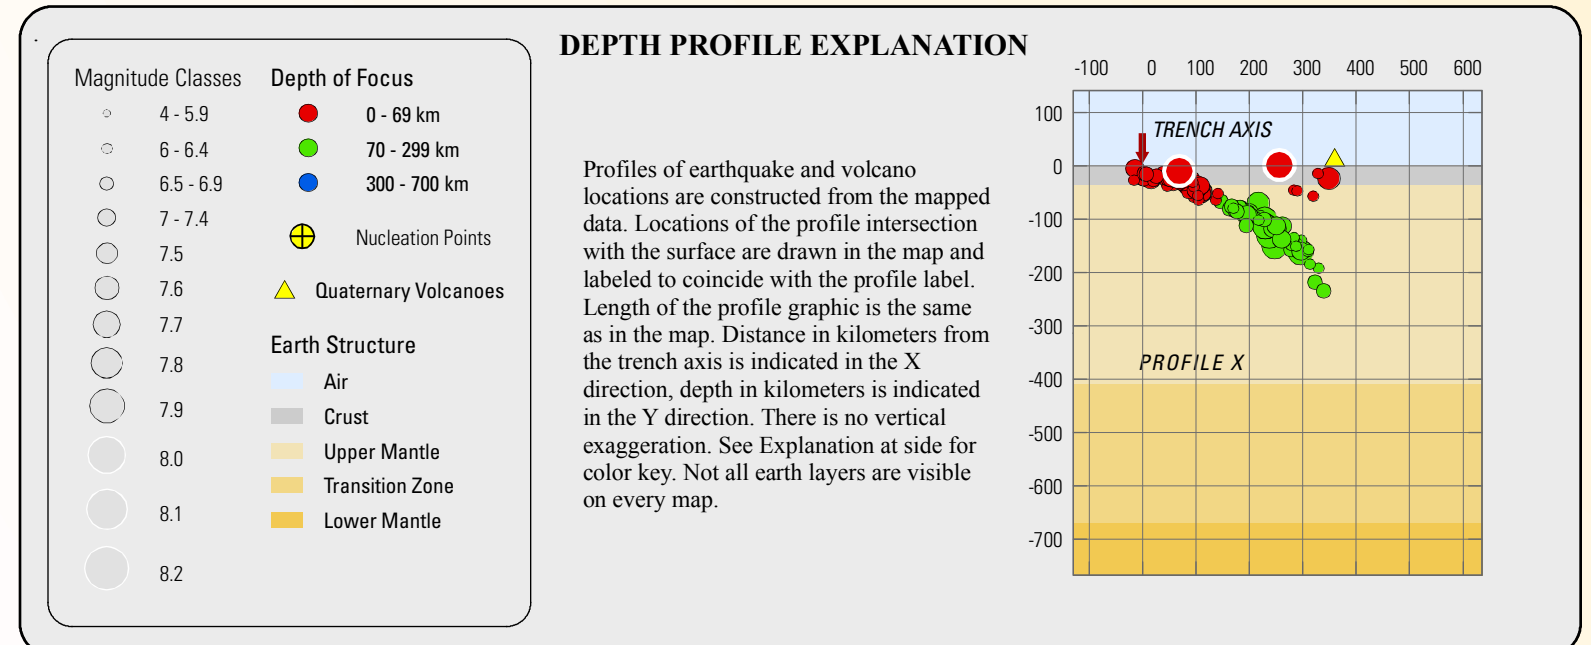 DEPTH PROFILE EXPLANATION
Magnitude Classes
4 - 5.9
6 - 6.4
6.5 - 6.9
7 - 7.4
7.5
7.6
7.7
7.8
7.9
8.0
8.1
8.2
Depth of Focus
0 - 69 km
70 - 299 km
300 - 700 km
Nucleation Points
Quaternary Volcanoes
Earth Structure
Air
Crust
Upper Mantle
Transition Zone
Lower Mantle
Profiles of earthquake and volcano
locations are constructed from the mapped
data. Locations of the profile intersection
with the surface are drawn in the map and
labeled to coincide with the profile label.
Length of the profile graphic is the same
as in the map. Distance in kilometers from
the trench axis is indicated in the X
direction, depth in kilometers is indicated
in the Y direction. There is no vertical
exaggeration. See Explanation at side for
color key. Not all earth layers are visible
on every map.
-100 0 100 200 300 400 500 600
100
0
-100
-200
-300
-400
-500
-600
-700
TRENCH AXIS
PROFILE X